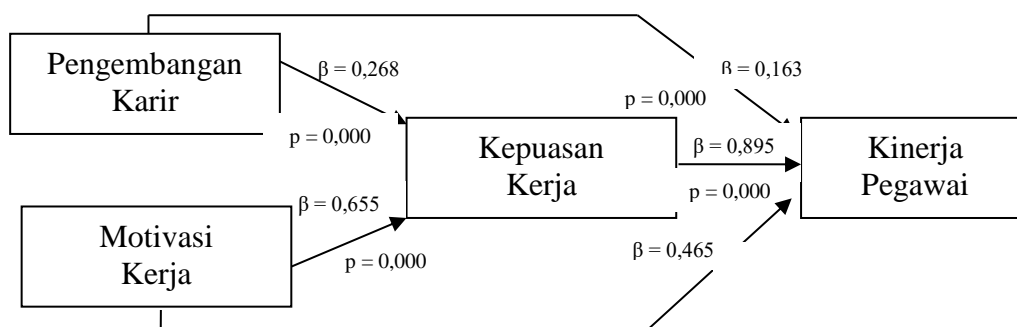 Pengembangan
Karir
β = 0,268
p = 0,000
β = 0,163
p = 0,000
Kepuasan
Kerja
β = 0,895
p = 0,000
Kinerja
Pegawai
Motivasi
Kerja
β = 0,655
p = 0,000
β = 0,465